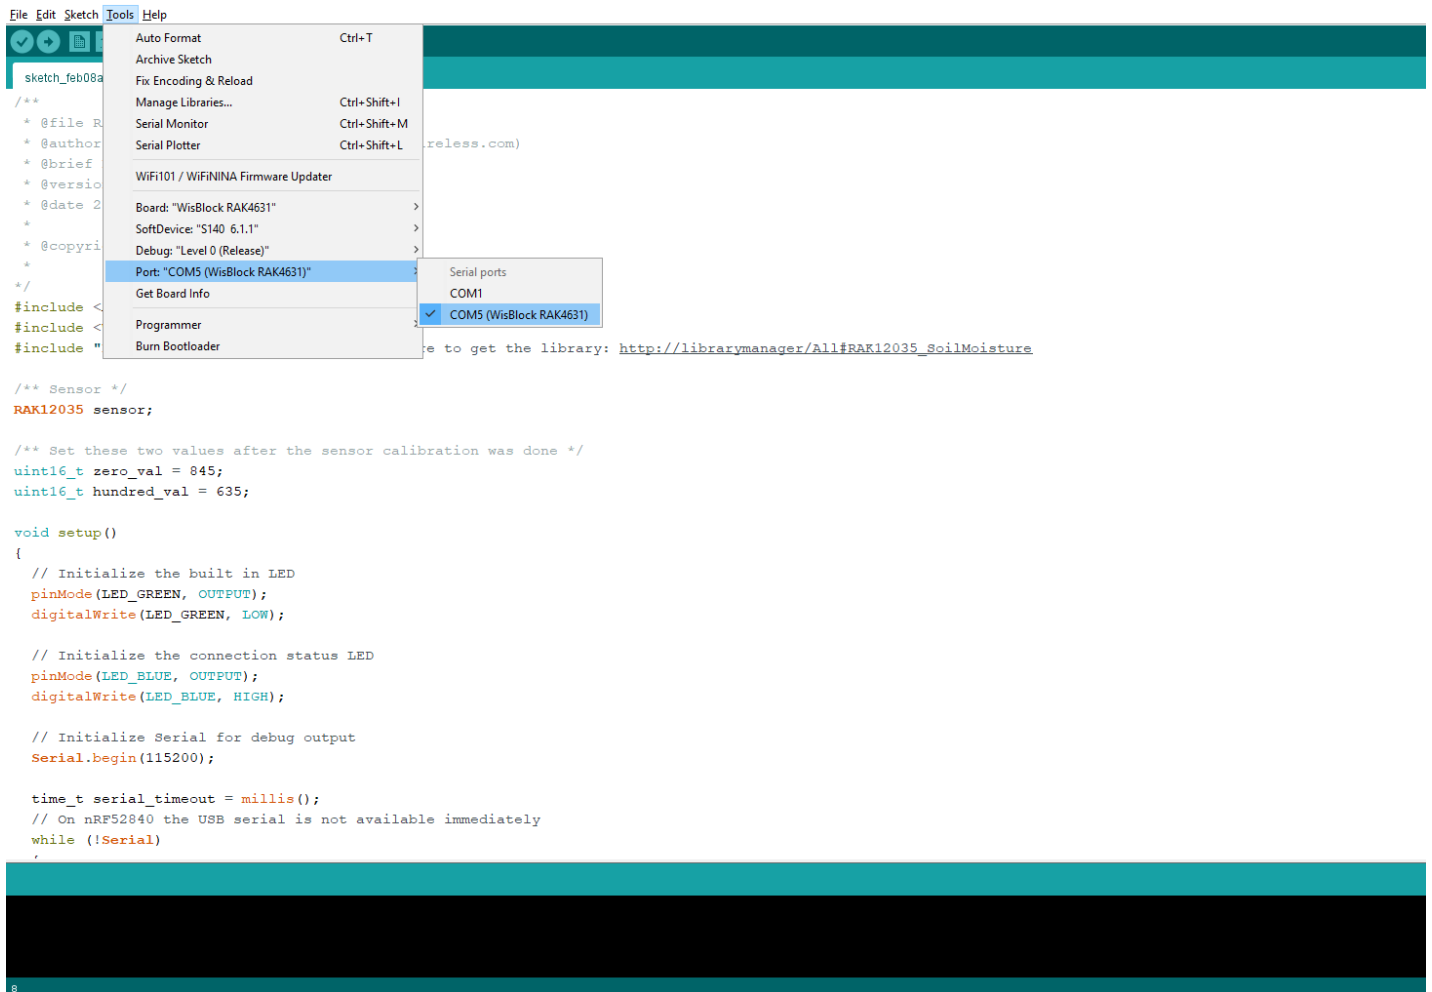 File Edit Sketch Tools Help
sketch_feb08a
Auto Format Ctrl+T
Archive Sketch
Fix Encoding & Reload
Manage Libraries... Ctrl+Shift+I
Serial Monitor Ctrl+Shift+M
Serial Plotter Ctrl+Shift+L
WiFi101 / WiFiNINA Firmware Updater
Board: "WisBlock RAK4631"
SoftDevice: "S140 6.1.1"
Debug: "Level 0 (Release)"
Port: "COM5 (WisBlock RAK4631)"
Get Board Info
Programmer
Burn Bootloader
Serial ports
COM1
COM5 (WisBlock RAK4631)
/**
* @file R
* @author reless.com)
* @brief
* @versio
* @date 2
*
* @copyri
*
*/
#include <
#include <
#include " e to get the library: http://librarymanager/All#RAK12035_SoilMoisture
/** Sensor */
RAK12035 sensor;
/** Set these two values after the sensor calibration was done */
uint16_t zero_val = 845;
uint16_t hundred_val = 635;
void setup()
{
// Initialize the built in LED
pinMode(LED_GREEN, OUTPUT);
digitalWrite(LED_GREEN, LOW);
// Initialize the connection status LED
pinMode(LED_BLUE, OUTPUT);
digitalWrite(LED_BLUE, HIGH);
// Initialize Serial for debug output
Serial.begin(115200);
time_t serial_timeout = millis();
// On nRF52840 the USB serial is not available immediately
while (!Serial)
8